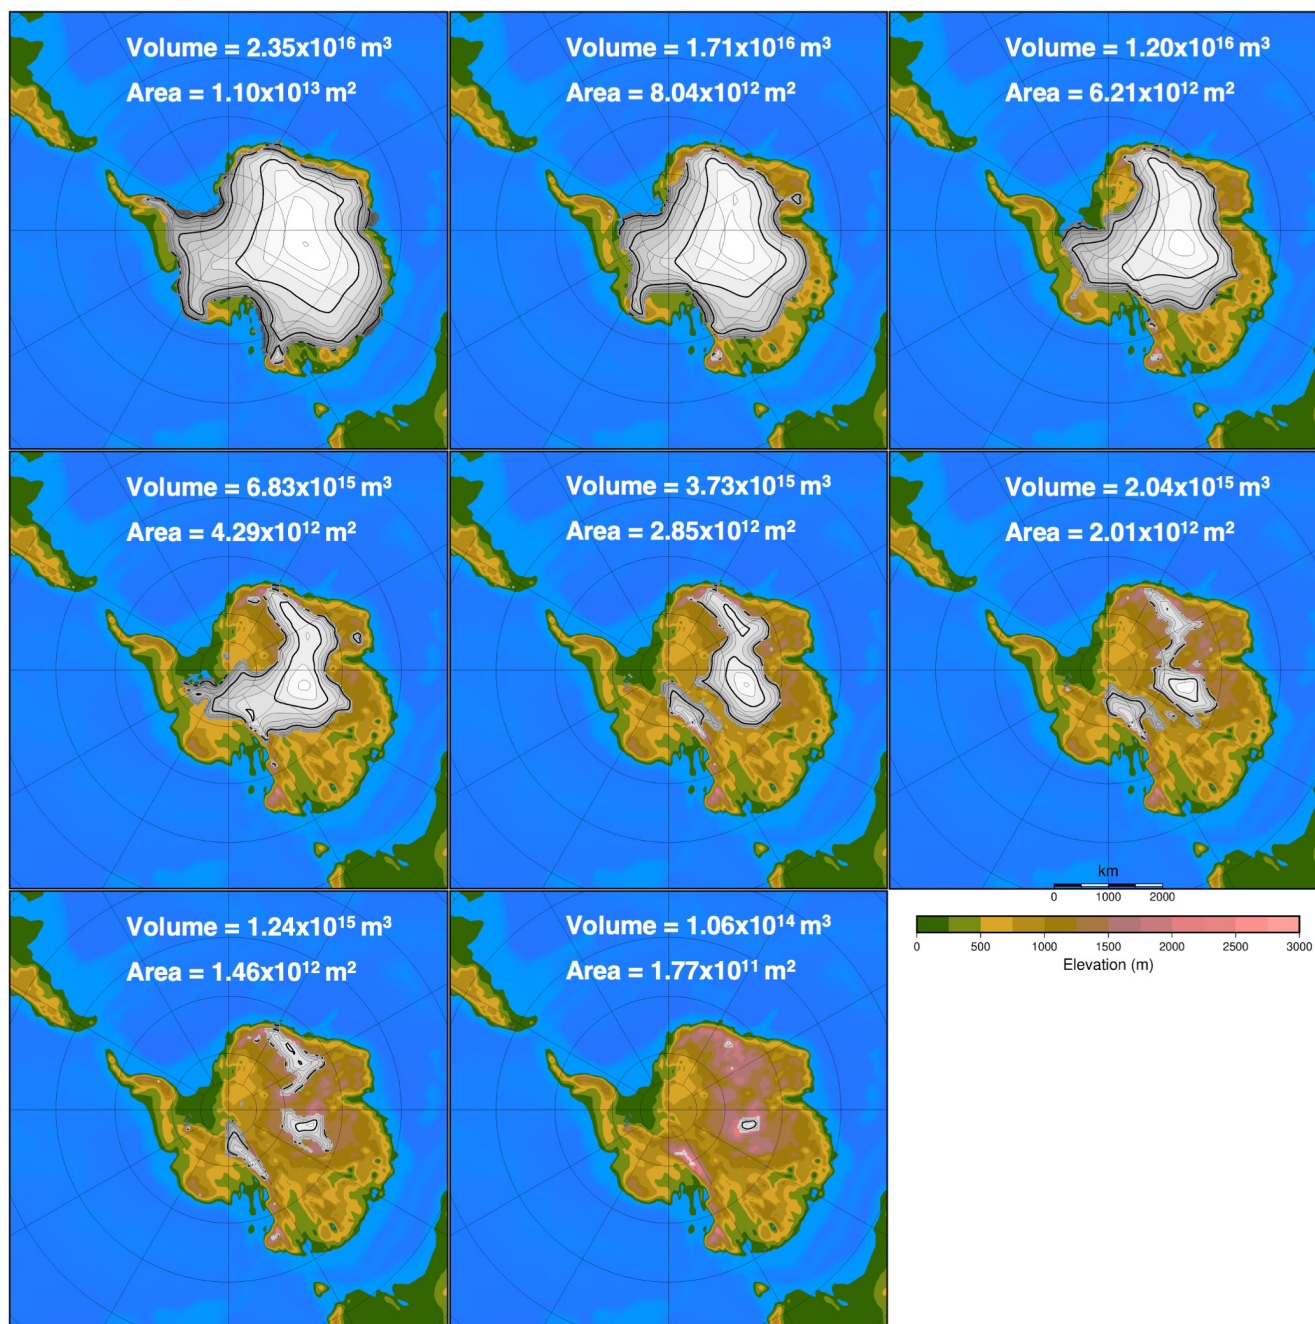 Volume = 2.35x10¹⁶ m³
Area = 1.10x10¹³ m²
Volume = 1.71x10¹⁶ m³
Area = 8.04x10¹² m²
Volume = 1.20x10¹⁶ m³
Area = 6.21x10¹² m²
Volume = 6.83x10¹⁵ m³
Area = 4.29x10¹² m²
Volume = 3.73x10¹⁵ m³
Area = 2.85x10¹² m²
Volume = 2.04x10¹⁵ m³
Area = 2.01x10¹² m²
km
0 1000 2000
Volume = 1.24x10¹⁵ m³
Area = 1.46x10¹² m²
Volume = 1.06x10¹⁴ m³
Area = 1.77x10¹¹ m²
0 500 1000 1500 2000 2500 3000
Elevation (m)